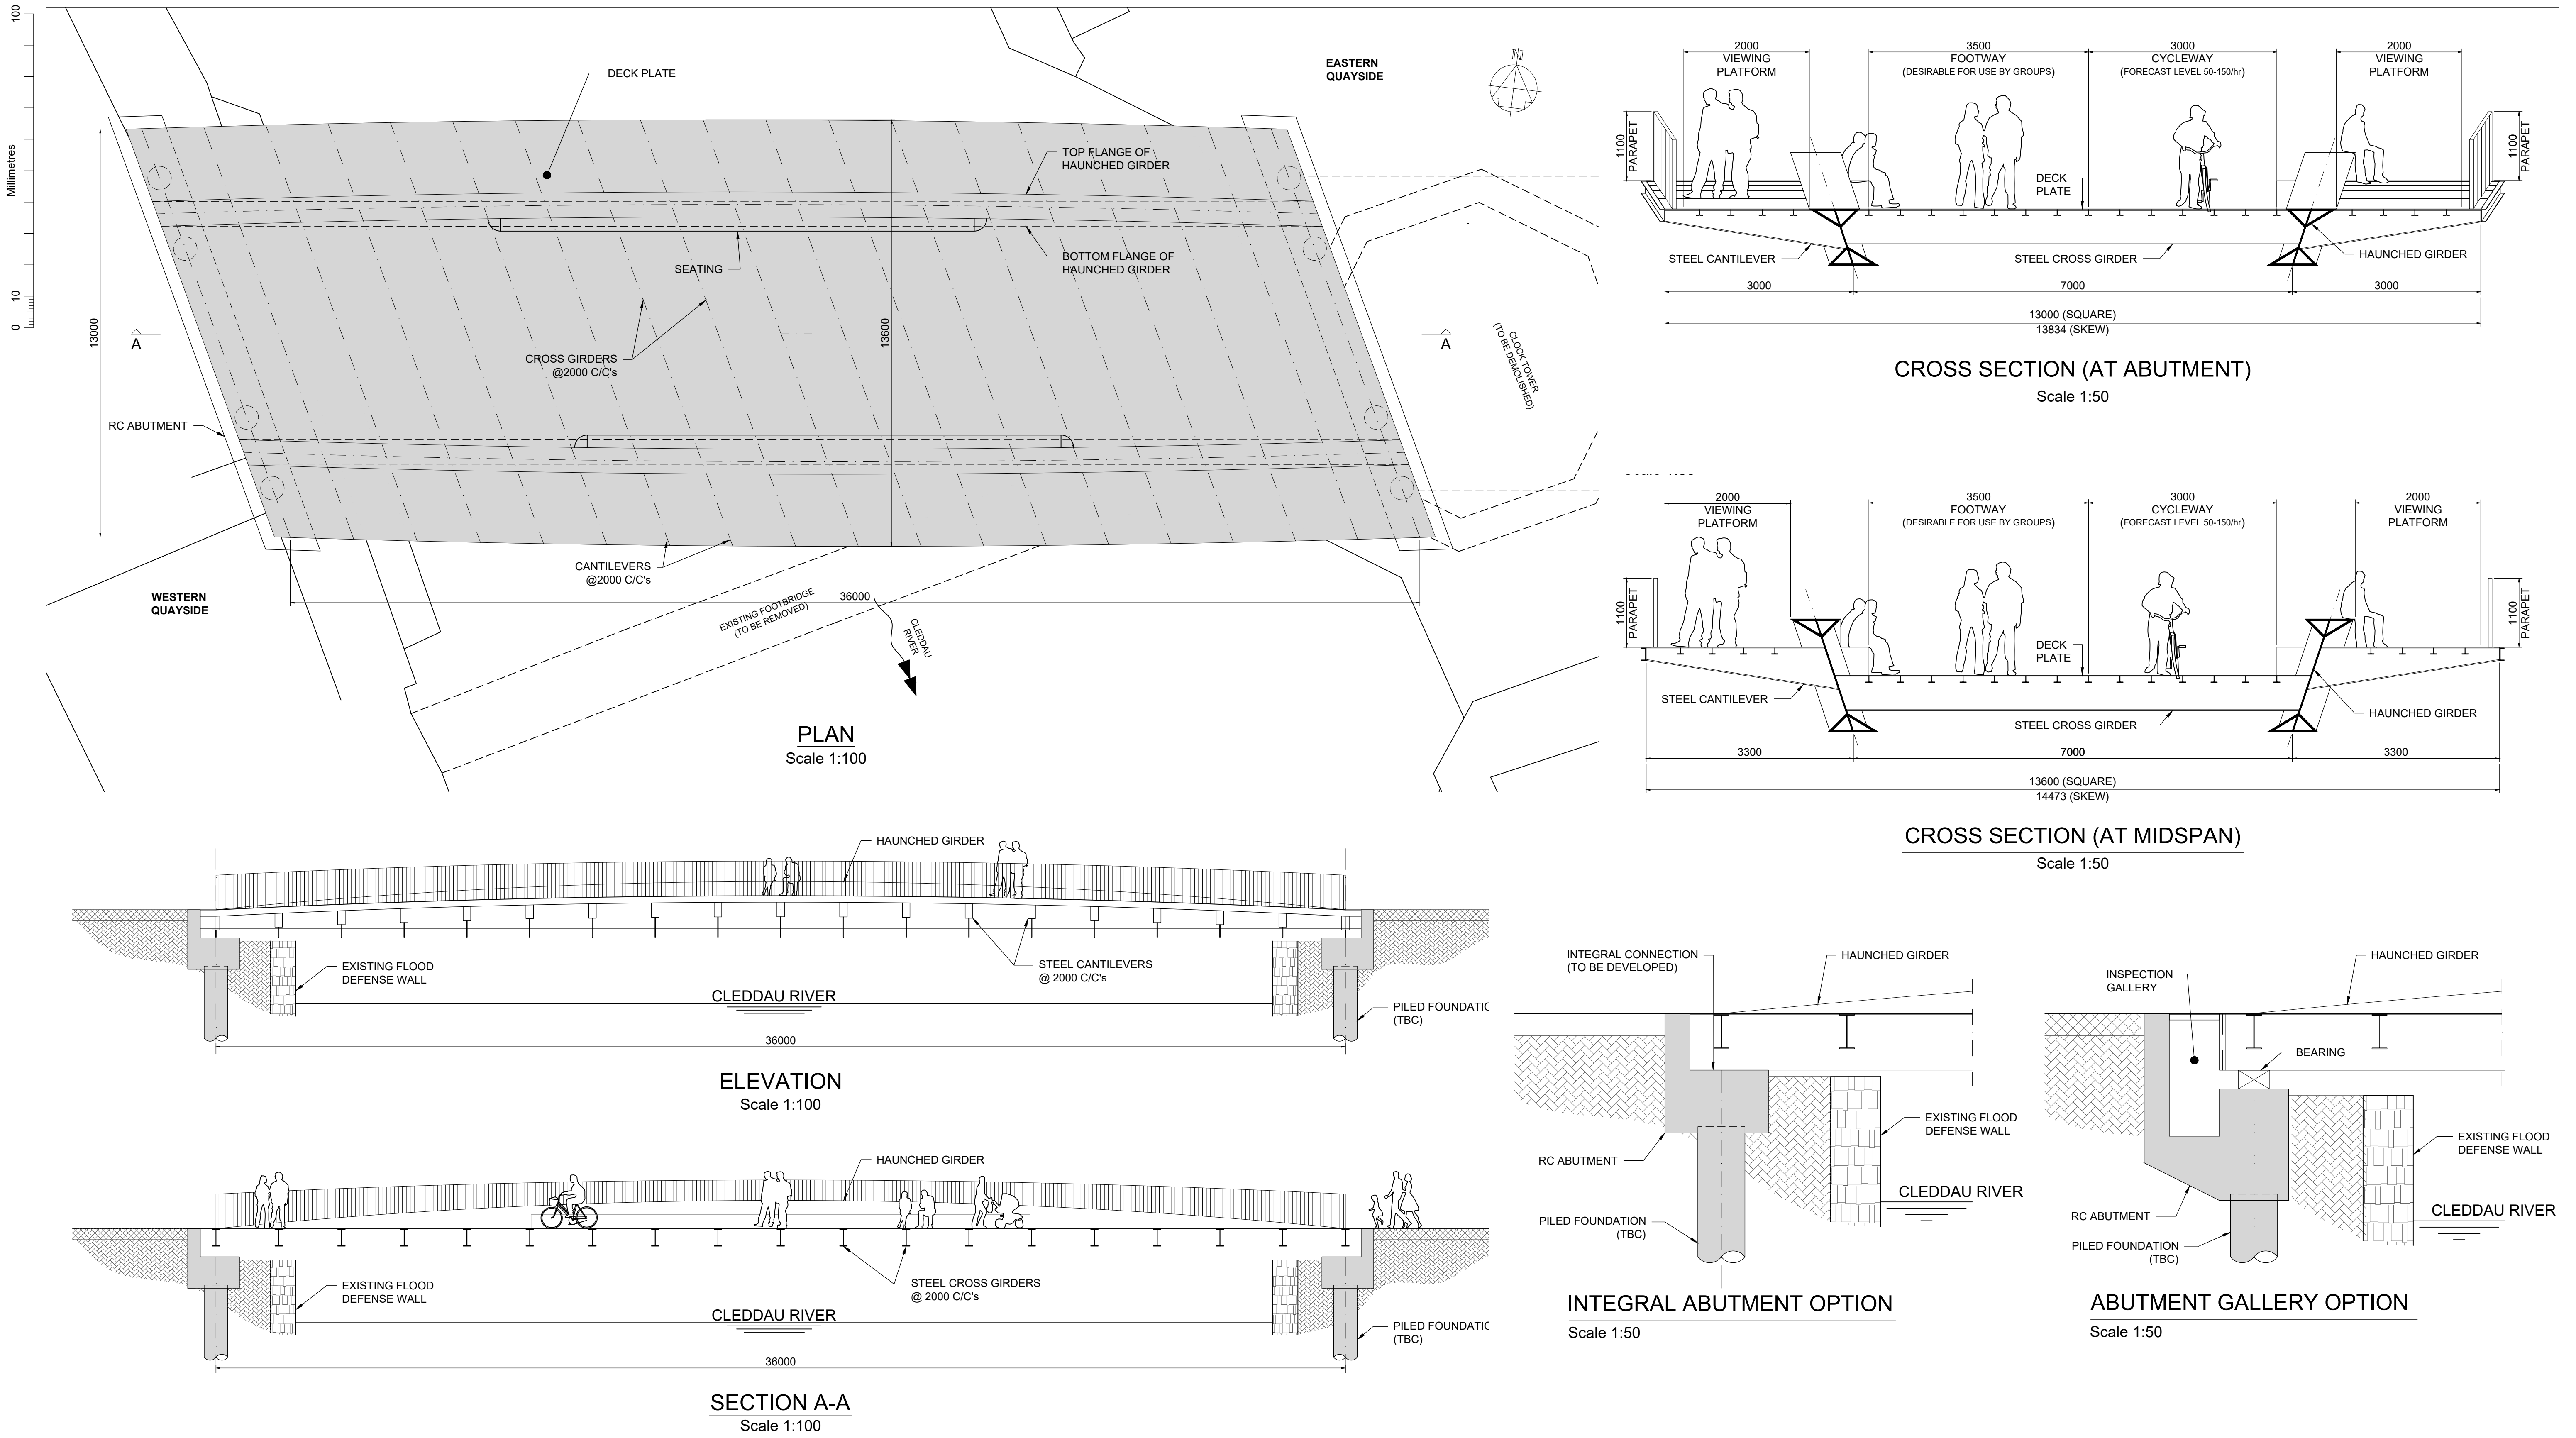 100
Millimetres
10
0
DECK PLATE
EASTERN
QUAYSIDE
N
TOP FLANGE OF
HAUNCHED GIRDER
BOTTOM FLANGE OF
HAUNCHED GIRDER
SEATING
13000
13600
A
A
CROSS GIRDERS
@2000 C/C's
CLOCK TOWER
(TO BE DEMOLISHED)
RC ABUTMENT
CANTILEVERS
@2000 C/C's
WESTERN
QUAYSIDE
36000
EXISTING FOOTBRIDGE
(TO BE REMOVED)
CLEDDAU
RIVER
PLAN
Scale 1:100
HAUNCHED GIRDER
EXISTING FLOOD
DEFENSE WALL
STEEL CANTILEVERS
@ 2000 C/C's
CLEDDAU RIVER
PILED FOUNDATIC
(TBC)
36000
ELEVATION
Scale 1:100
HAUNCHED GIRDER
EXISTING FLOOD
DEFENSE WALL
STEEL CROSS GIRDERS
@ 2000 C/C's
CLEDDAU RIVER
PILED FOUNDATIC
(TBC)
36000
SECTION A-A
Scale 1:100
2000
VIEWING
PLATFORM
3500
FOOTWAY
(DESIRABLE FOR USE BY GROUPS)
3000
CYCLEWAY
(FORECAST LEVEL 50-150/hr)
2000
VIEWING
PLATFORM
1100
PARAPET
1100
PARAPET
DECK
PLATE
STEEL CANTILEVER
STEEL CROSS GIRDER
HAUNCHED GIRDER
3000
7000
3000
13000 (SQUARE)
13834 (SKEW)
CROSS SECTION (AT ABUTMENT)
Scale 1:50
2000
VIEWING
PLATFORM
3500
FOOTWAY
(DESIRABLE FOR USE BY GROUPS)
3000
CYCLEWAY
(FORECAST LEVEL 50-150/hr)
2000
VIEWING
PLATFORM
1100
PARAPET
1100
PARAPET
DECK
PLATE
STEEL CANTILEVER
STEEL CROSS GIRDER
HAUNCHED GIRDER
3300
7000
3300
13600 (SQUARE)
14473 (SKEW)
CROSS SECTION (AT MIDSPAN)
Scale 1:50
INTEGRAL CONNECTION
(TO BE DEVELOPED)
HAUNCHED GIRDER
EXISTING FLOOD
DEFENSE WALL
RC ABUTMENT
CLEDDAU RIVER
PILED FOUNDATION
(TBC)
INTEGRAL ABUTMENT OPTION
Scale 1:50
INSPECTION
GALLERY
HAUNCHED GIRDER
BEARING
EXISTING FLOOD
DEFENSE WALL
RC ABUTMENT
CLEDDAU RIVER
PILED FOUNDATION
(TBC)
ABUTMENT GALLERY OPTION
Scale 1:50